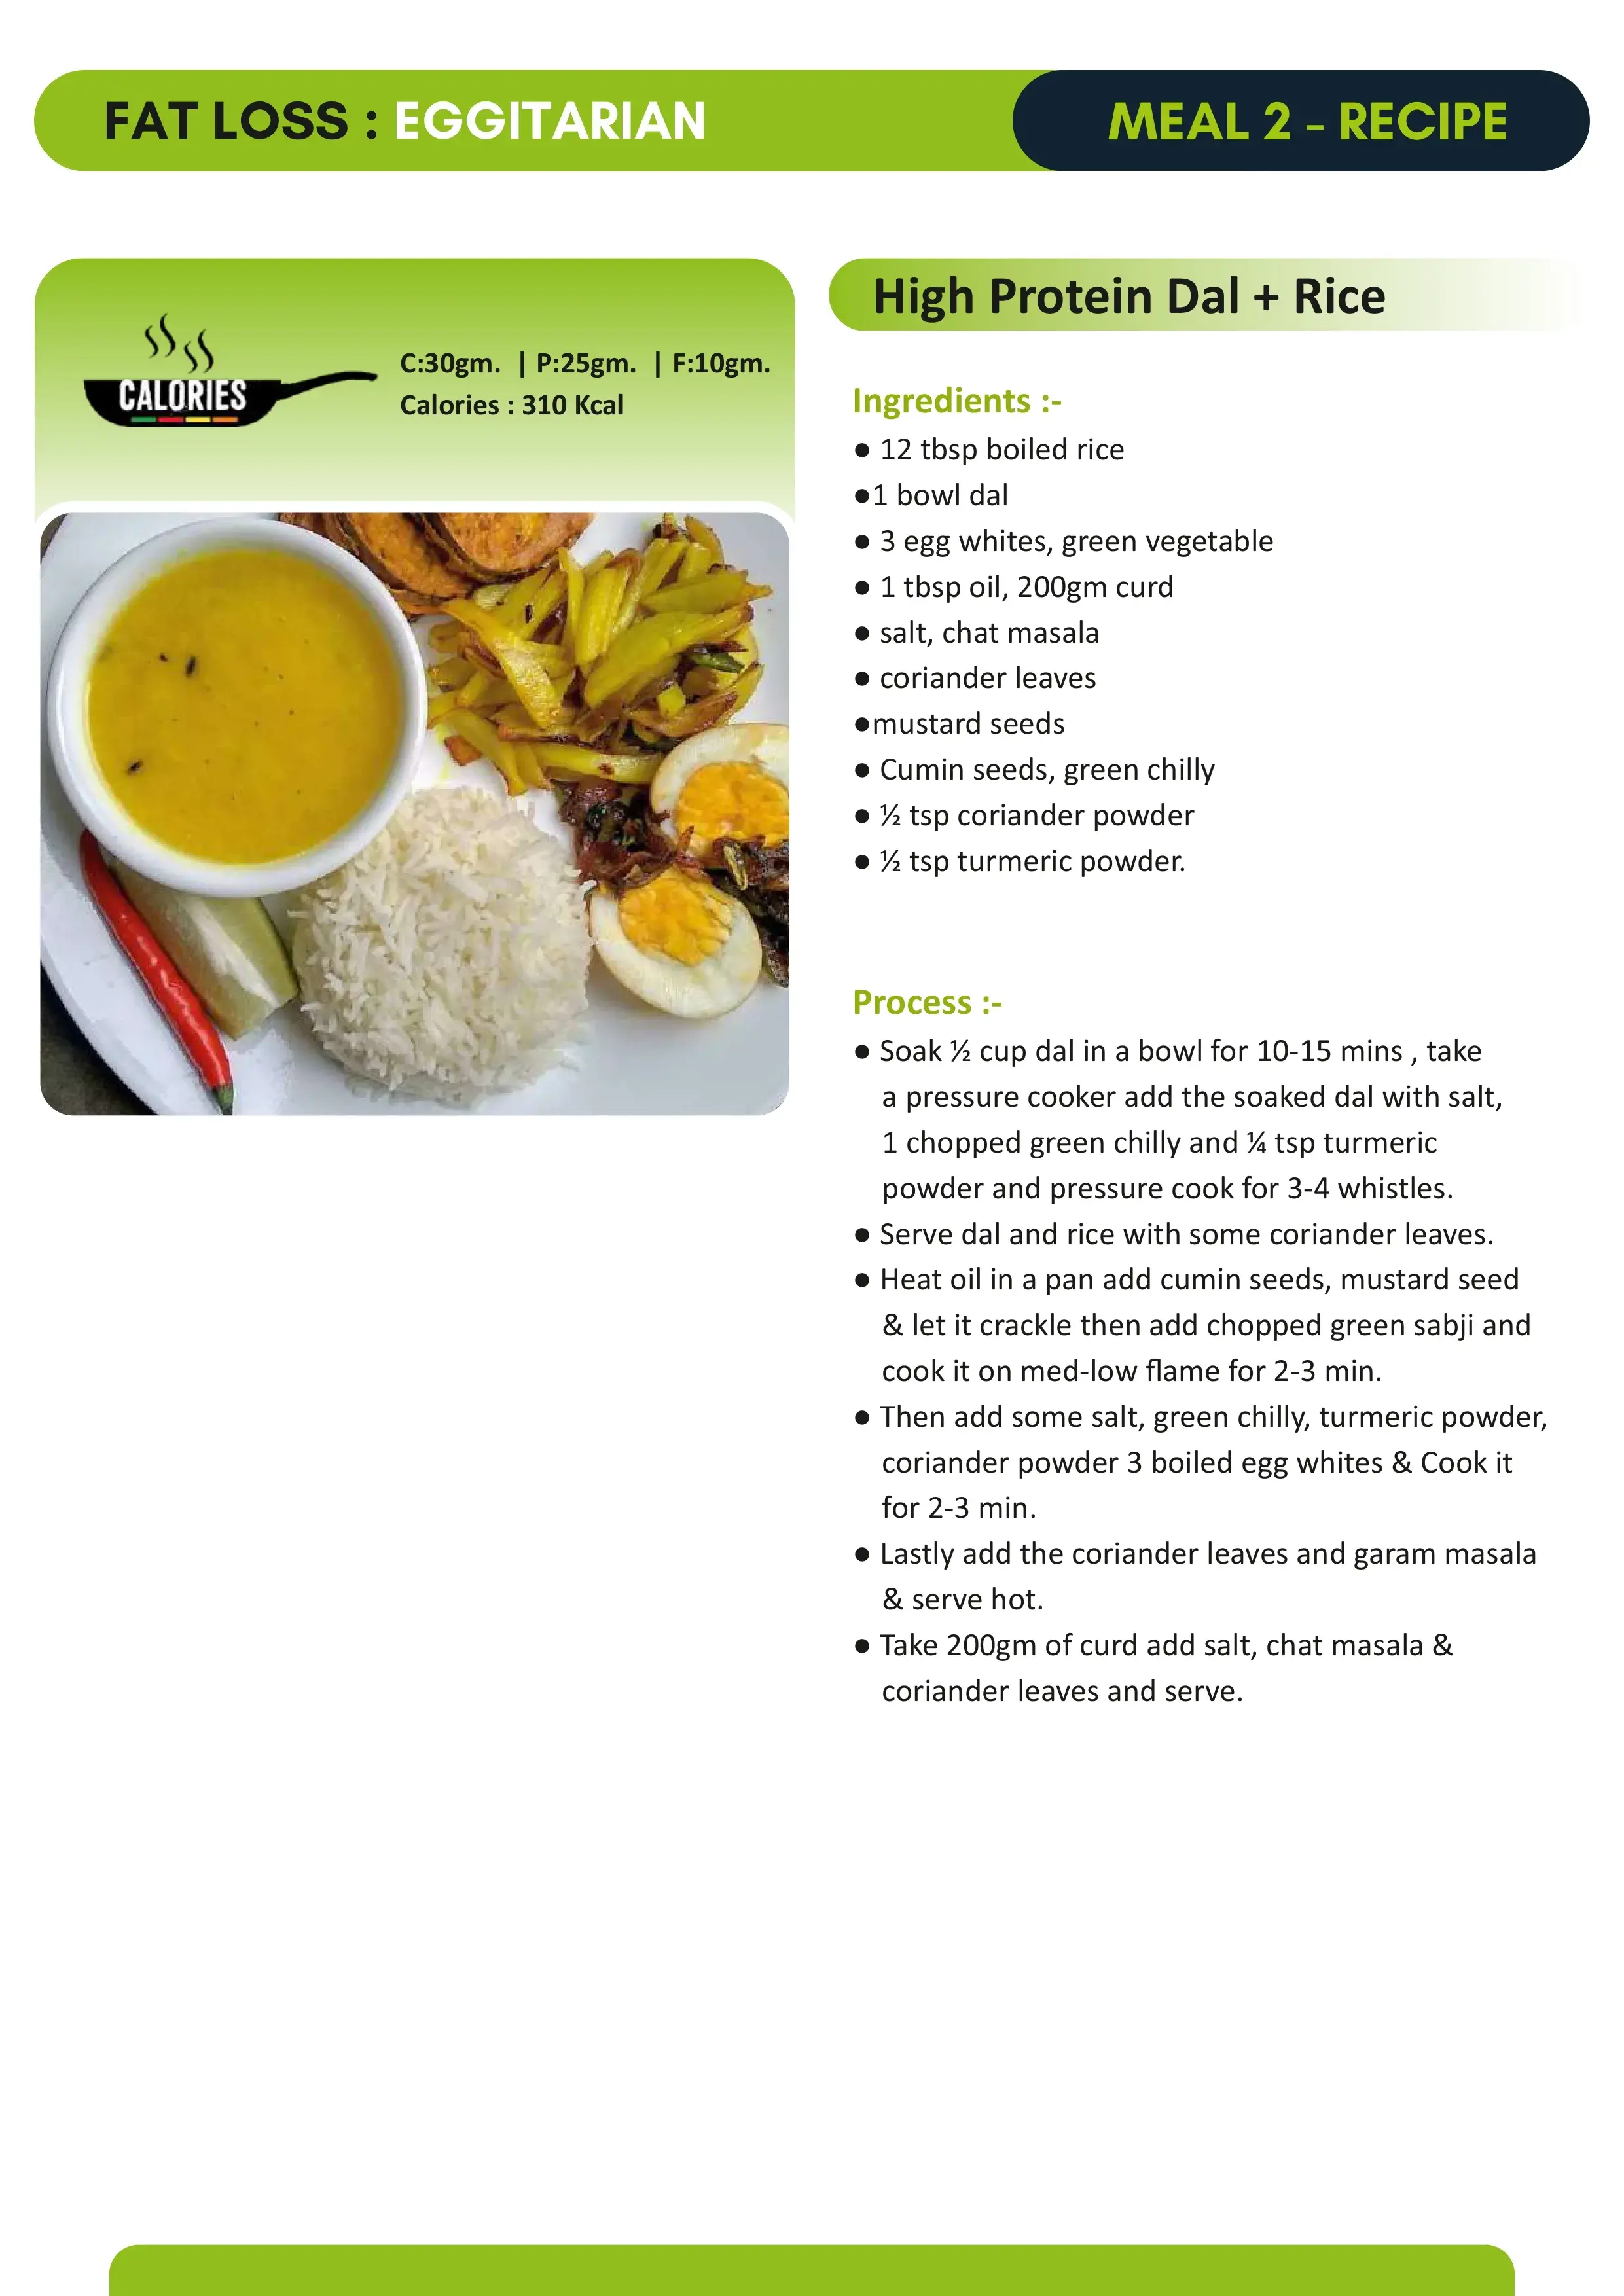 FAT LOSS : EGGITARIAN
MEAL 2 - RECIPE
CALORIES
C:30gm. | P:25gm. | F:10gm.
Calories : 310 Kcal
High Protein Dal + Rice
Ingredients :-
● 12 tbsp boiled rice
●1 bowl dal
● 3 egg whites, green vegetable
● 1 tbsp oil, 200gm curd
● salt, chat masala
● coriander leaves
●mustard seeds
● Cumin seeds, green chilly
● ½ tsp coriander powder
● ½ tsp turmeric powder.
Process :-
● Soak ½ cup dal in a bowl for 10-15 mins , take
a pressure cooker add the soaked dal with salt,
1 chopped green chilly and ¼ tsp turmeric
powder and pressure cook for 3-4 whistles.
● Serve dal and rice with some coriander leaves.
● Heat oil in a pan add cumin seeds, mustard seed
& let it crackle then add chopped green sabji and
cook it on med-low flame for 2-3 min.
● Then add some salt, green chilly, turmeric powder,
coriander powder 3 boiled egg whites & Cook it
for 2-3 min.
● Lastly add the coriander leaves and garam masala
& serve hot.
● Take 200gm of curd add salt, chat masala &
coriander leaves and serve.